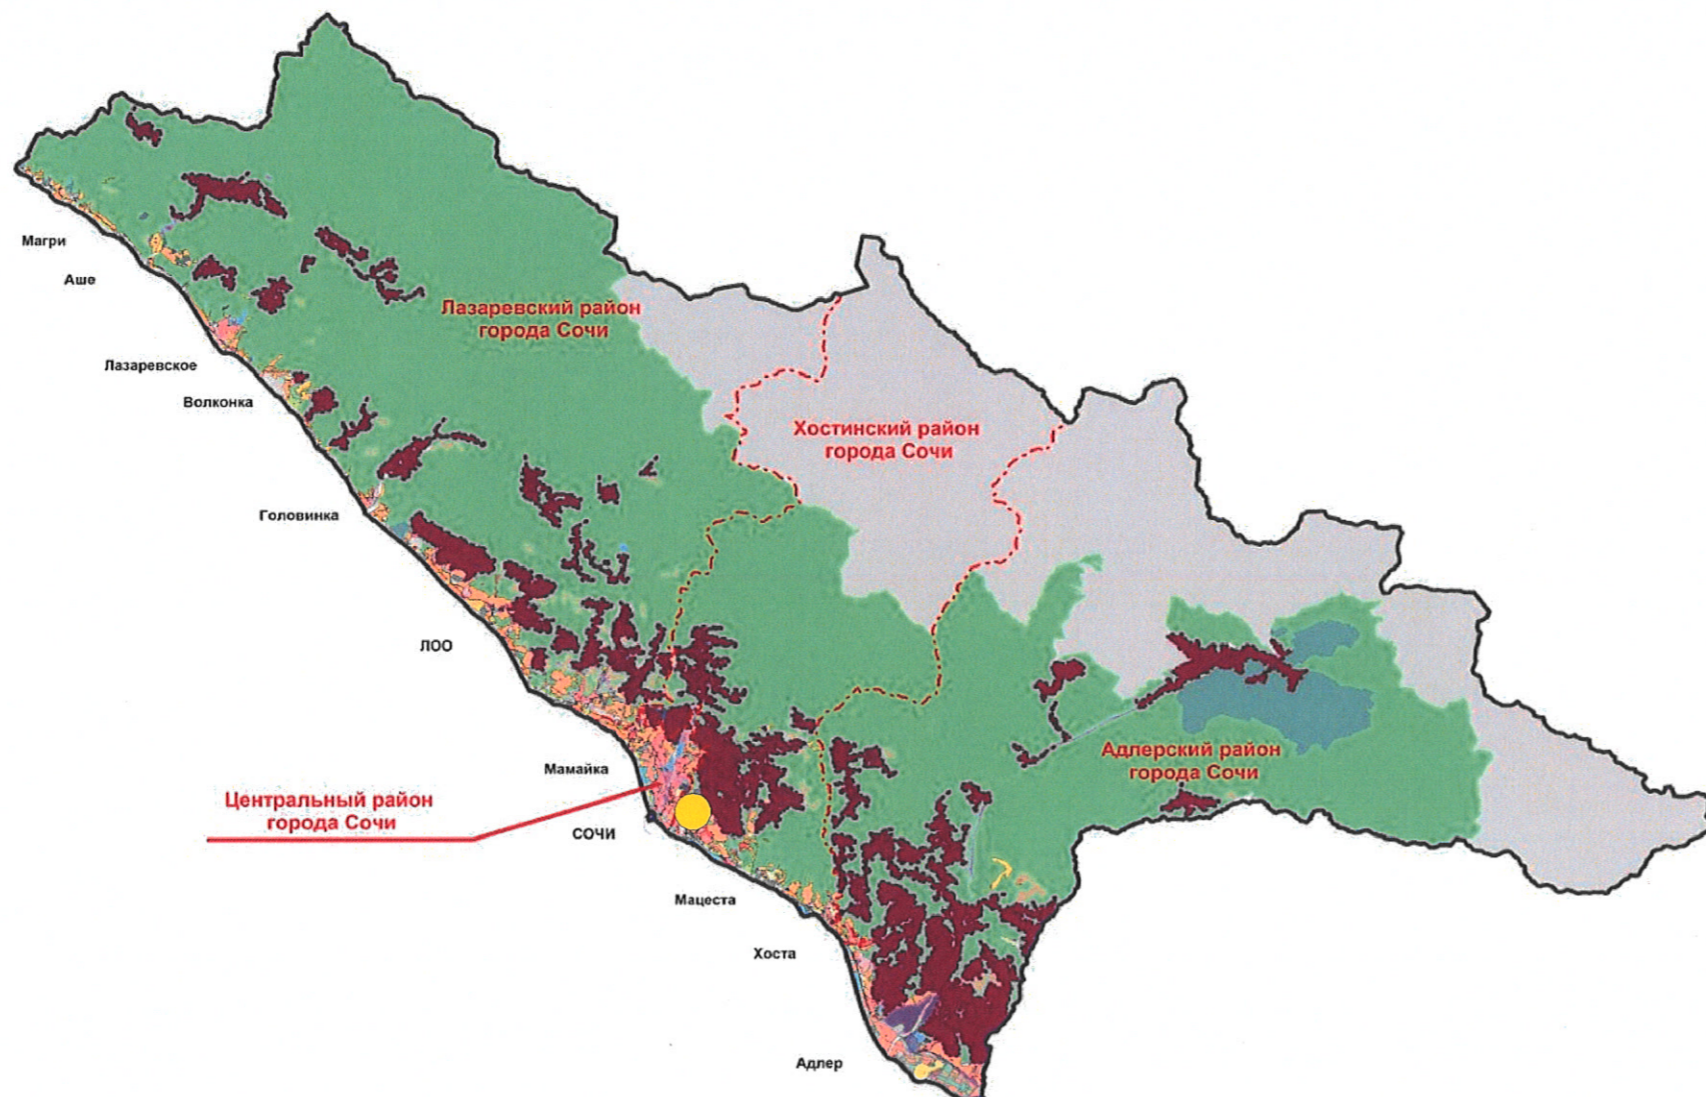 Магри
Аше
Лазаревский район
города Сочи
Лазаревское
Волконка
Хостинский район
города Сочи
Головинка
ЛОО
Адлерский район
города Сочи
Мамайка
Центральный район
города Сочи
СОЧИ
Мацеста
Хоста
Адлер